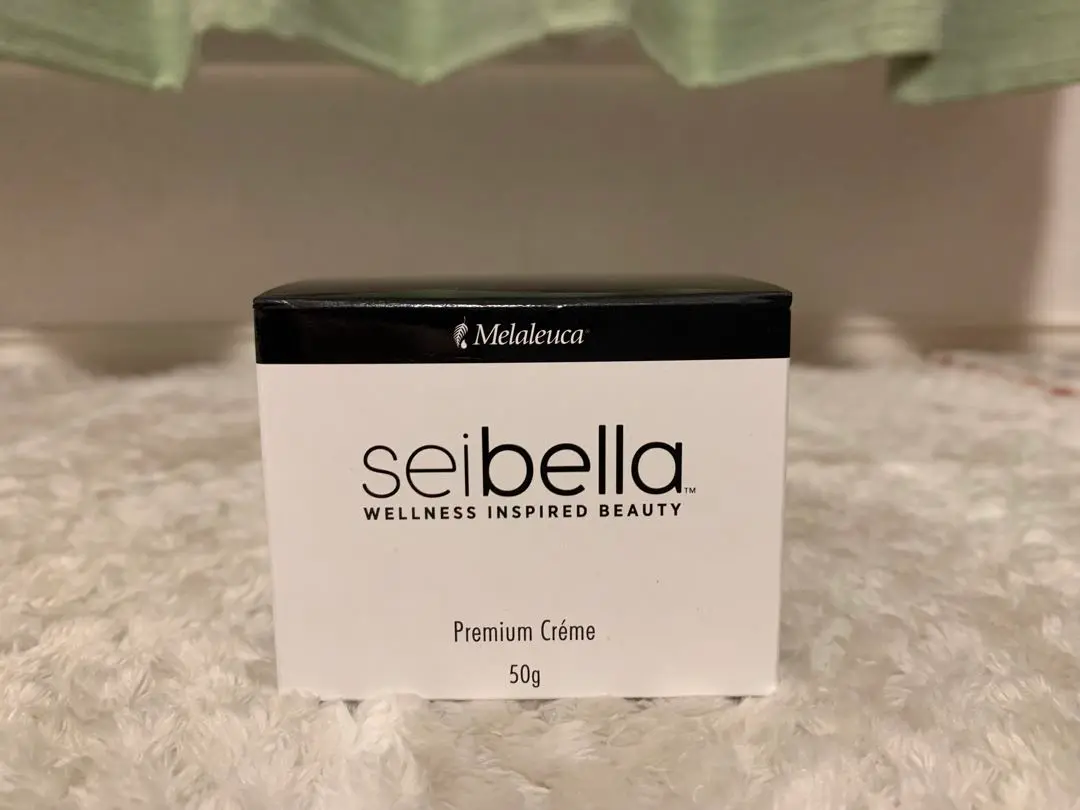 Melaleuca
seibella™
WELLNESS INSPIRED BEAUTY
Premium Créme
50g